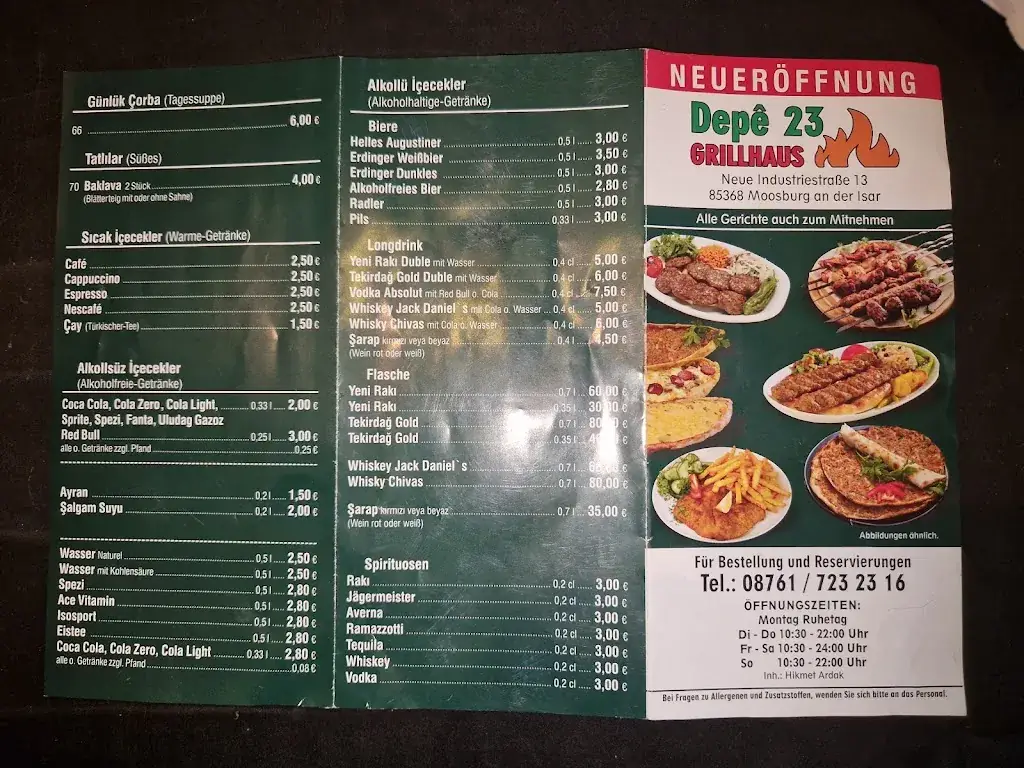 Günlük Çorba (Tagessuppe)
66 6,00 €
Tatlılar (Süßes)
70 Baklava 2 Stück 4,00 €
(Blätterteig mit oder ohne Sahne)
Sıcak İçecekler (Warme-Getränke)
Café 2,50 €
Cappuccino 2,50 €
Espresso 2,50 €
Nescafé 2,50 €
Çay (Türkischer-Tee) 1,50 €
Alkollsüz İçecekler
(Alkoholfreie-Getränke)
Coca Cola, Cola Zero, Cola Light, 0,33 l 2,00 €
Sprite, Spezi, Fanta, Uludag Gazoz
Red Bull 0,25 l 3,00 €
alle o. Getränke zzgl. Pfand 0,25 €
Ayran 0,2 l 1,50 €
Şalgam Suyu 0,2 l 2,00 €
Wasser Naturel 0,5 l 2,50 €
Wasser mit Kohlensäure 0,5 l 2,50 €
Spezi 0,5 l 2,80 €
Ace Vitamin 0,5 l 2,80 €
Isosport 0,5 l 2,80 €
Eistee 0,5 l 2,80 €
Coca Cola, Cola Zero, Cola Light 0,33 l 2,80 €
alle o. Getränke zzgl. Pfand 0,08 €
Alkollü İçecekler
(Alkoholhaltige-Getränke)
Biere
Helles Augustiner 0,5 l 3,00 €
Erdinger Weißbier 0,5 l 3,50 €
Erdinger Dunkles 0,5 l 3,00 €
Alkoholfreies Bier 0,5 l 2,80 €
Radler 0,5 l 3,00 €
Pils 0,33 l 3,00 €
Longdrink
Yeni Rakı Duble mit Wasser 0,4 cl 5,00 €
Tekirdağ Gold Duble mit Wasser 0,4 cl 6,00 €
Vodka Absolut mit Red Bull o. Cola 0,4 cl 7,50 €
Whiskey Jack Daniel`s mit Cola o. Wasser 0,4 cl 5,00 €
Whisky Chivas mit Cola o. Wasser 0,4 cl 6,00 €
Şarap kırmızı veya beyaz 0,4 l 4,50 €
(Wein rot oder weiß)
Flasche
Yeni Rakı 0,7 l 60,00 €
Yeni Rakı 0,35 l 30,00 €
Tekirdağ Gold 0,7 l €
Tekirdağ Gold 0,35 l €
Whiskey Jack Daniel`s 0,7 l €
Whisky Chivas 0,7 l 80,00 €
Şarap kırmızı veya beyaz 0,7 l 35,00 €
(Wein rot oder weiß)
Spirituosen
Rakı 0,2 cl 3,00 €
Jägermeister 0,2 cl 3,00 €
Averna 0,2 cl 3,00 €
Ramazzotti 0,2 cl 3,00 €
Tequila 0,2 cl 3,00 €
Whiskey 0,2 cl 3,00 €
Vodka 0,2 cl 3,00 €
NEUERÖFFNUNG
Depê 23
GRILLHAUS
Neue Industriestraße 13
85368 Moosburg an der Isar
Alle Gerichte auch zum Mitnehmen
Abbildungen ähnlich.
Für Bestellung und Reservierungen
Tel.: 08761 / 723 23 16
ÖFFNUNGSZEITEN:
Montag Ruhetag
Di - Do 10:30 - 22:00 Uhr
Fr - Sa 10:30 - 24:00 Uhr
So 10:30 - 22:00 Uhr
Inh.: Hikmet Ardak
Bei Fragen zu Allergenen und Zusatzstoffen, wenden Sie sich bitte an das Personal.